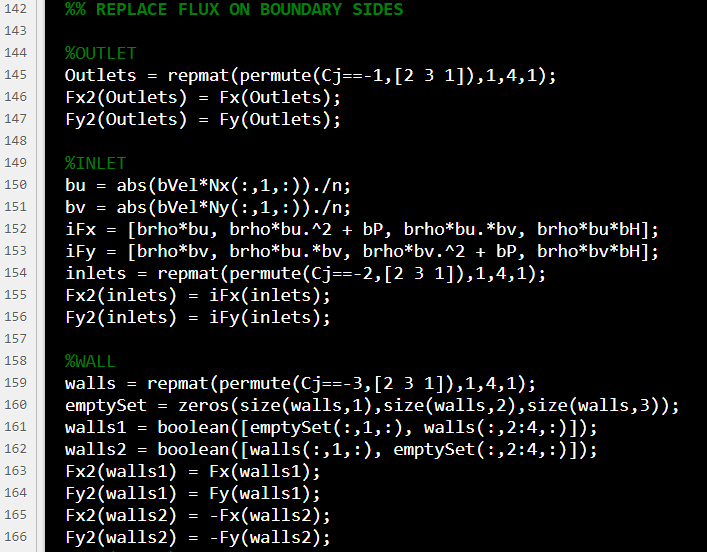 142 %% REPLACE FLUX ON BOUNDARY SIDES
143
144 %OUTLET
145 Outlets = repmat(permute(Cj==-1,[2 3 1]),1,4,1);
146 Fx2(Outlets) = Fx(Outlets);
147 Fy2(Outlets) = Fy(Outlets);
148
149 %INLET
150 bu = abs(bVel*Nx(:,1,:))./n;
151 bv = abs(bVel*Ny(:,1,:))./n;
152 iFx = [brho*bu, brho*bu.^2 + bP, brho*bu.*bv, brho*bu*bH];
153 iFy = [brho*bv, brho*bu.*bv, brho*bv.^2 + bP, brho*bv*bH];
154 inlets = repmat(permute(Cj==-2,[2 3 1]),1,4,1);
155 Fx2(inlets) = iFx(inlets);
156 Fy2(inlets) = iFy(inlets);
157
158 %WALL
159 walls = repmat(permute(Cj==-3,[2 3 1]),1,4,1);
160 emptySet = zeros(size(walls,1),size(walls,2),size(walls,3));
161 walls1 = boolean([emptySet(:,1,:), walls(:,2:4,:)]);
162 walls2 = boolean([walls(:,1,:), emptySet(:,2:4,:)]);
163 Fx2(walls1) = Fx(walls1);
164 Fy2(walls1) = Fy(walls1);
165 Fx2(walls2) = -Fx(walls2);
166 Fy2(walls2) = -Fy(walls2);